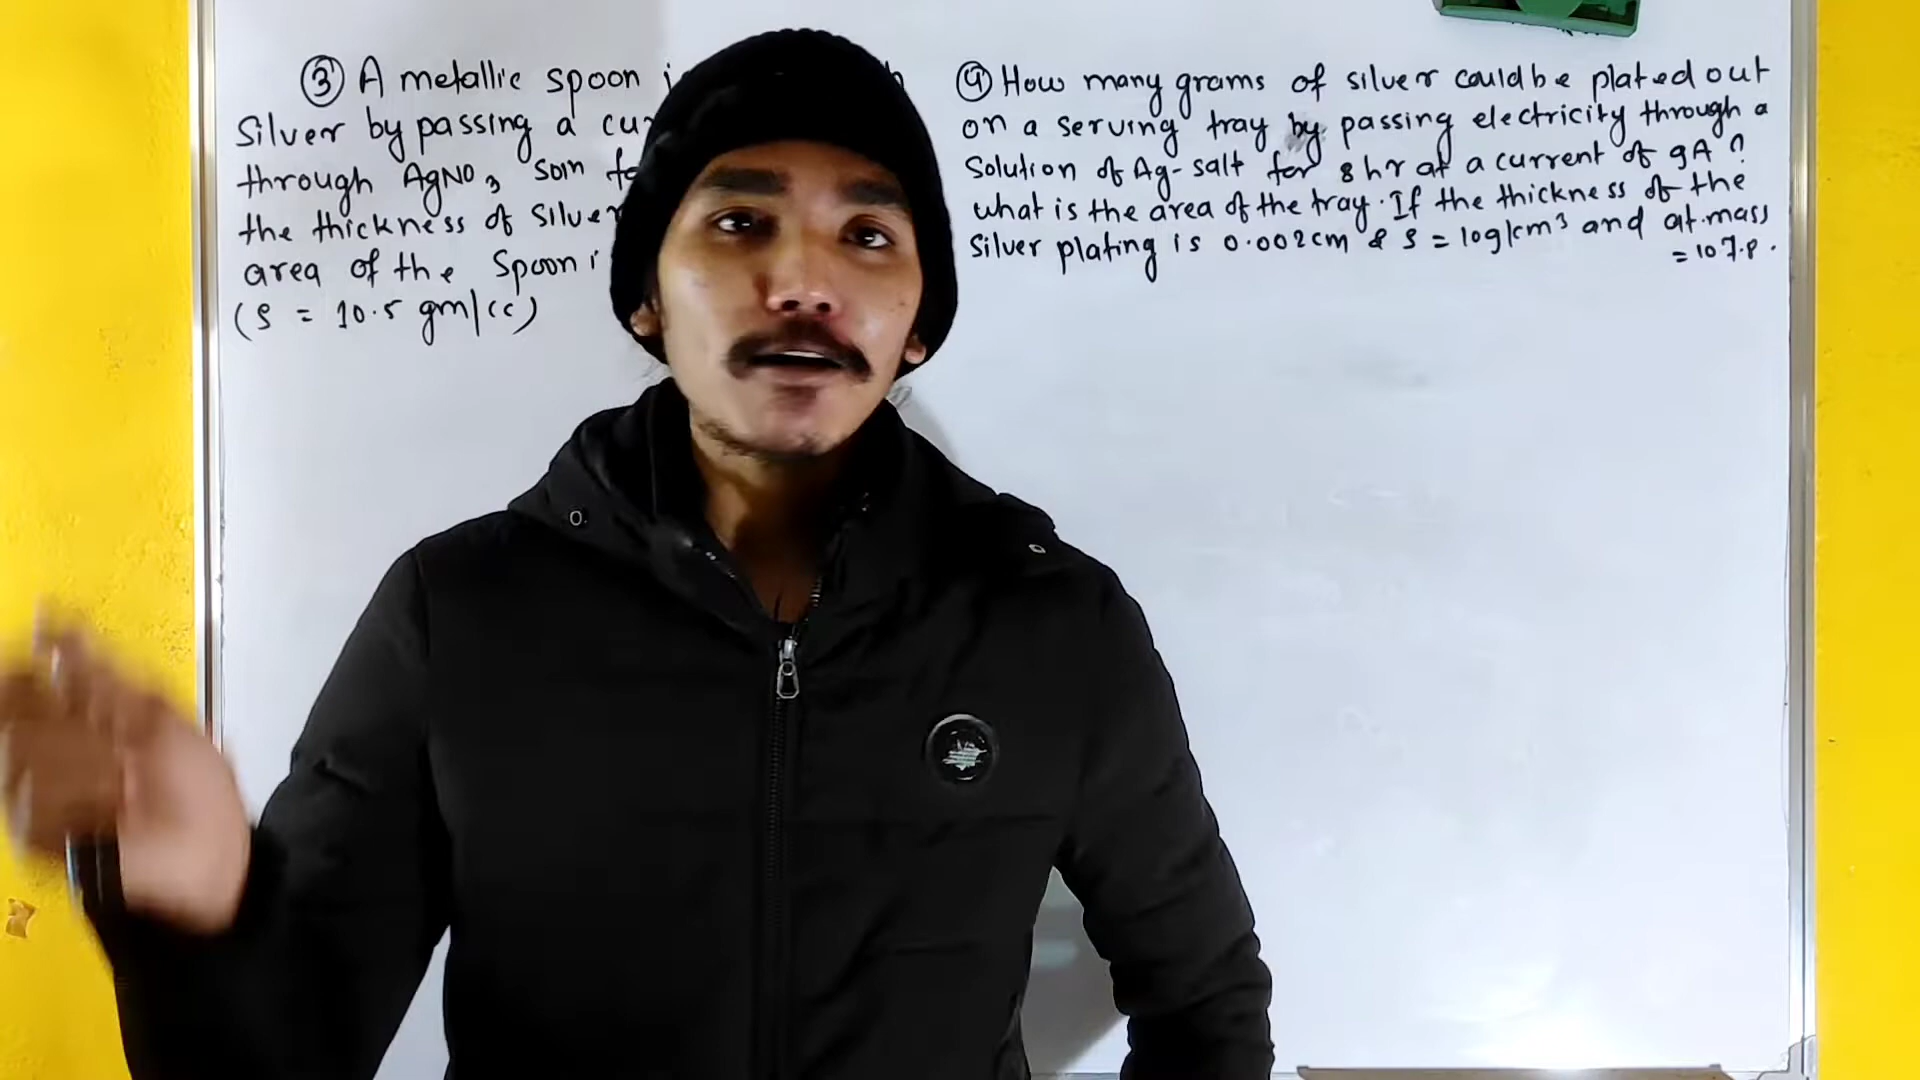 ③ A metallic spoon
Silver by passing a
through AgNO3 soln
the thickness of silver
area of the spoon
(ρ = 10.5 gm/cc)
④ How many grams of silver could be plated out
on a serving tray by passing electricity through a
Solution of Ag-salt for 8 hr at a current of 9A?
what is the area of the tray. If the thickness of the
Silver plating is 0.002cm & ρ = 10g/cm³ and at.mass
= 107.8.